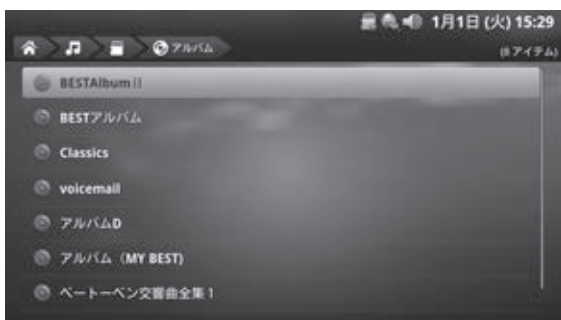 1月1日 (火) 15:29
アルバム
(8アイテム)
BESTAlbumII
BESTアルバム
Classics
voicemail
アルバムD
アルバム (MY BEST)
ベートーベン交響曲全集 1